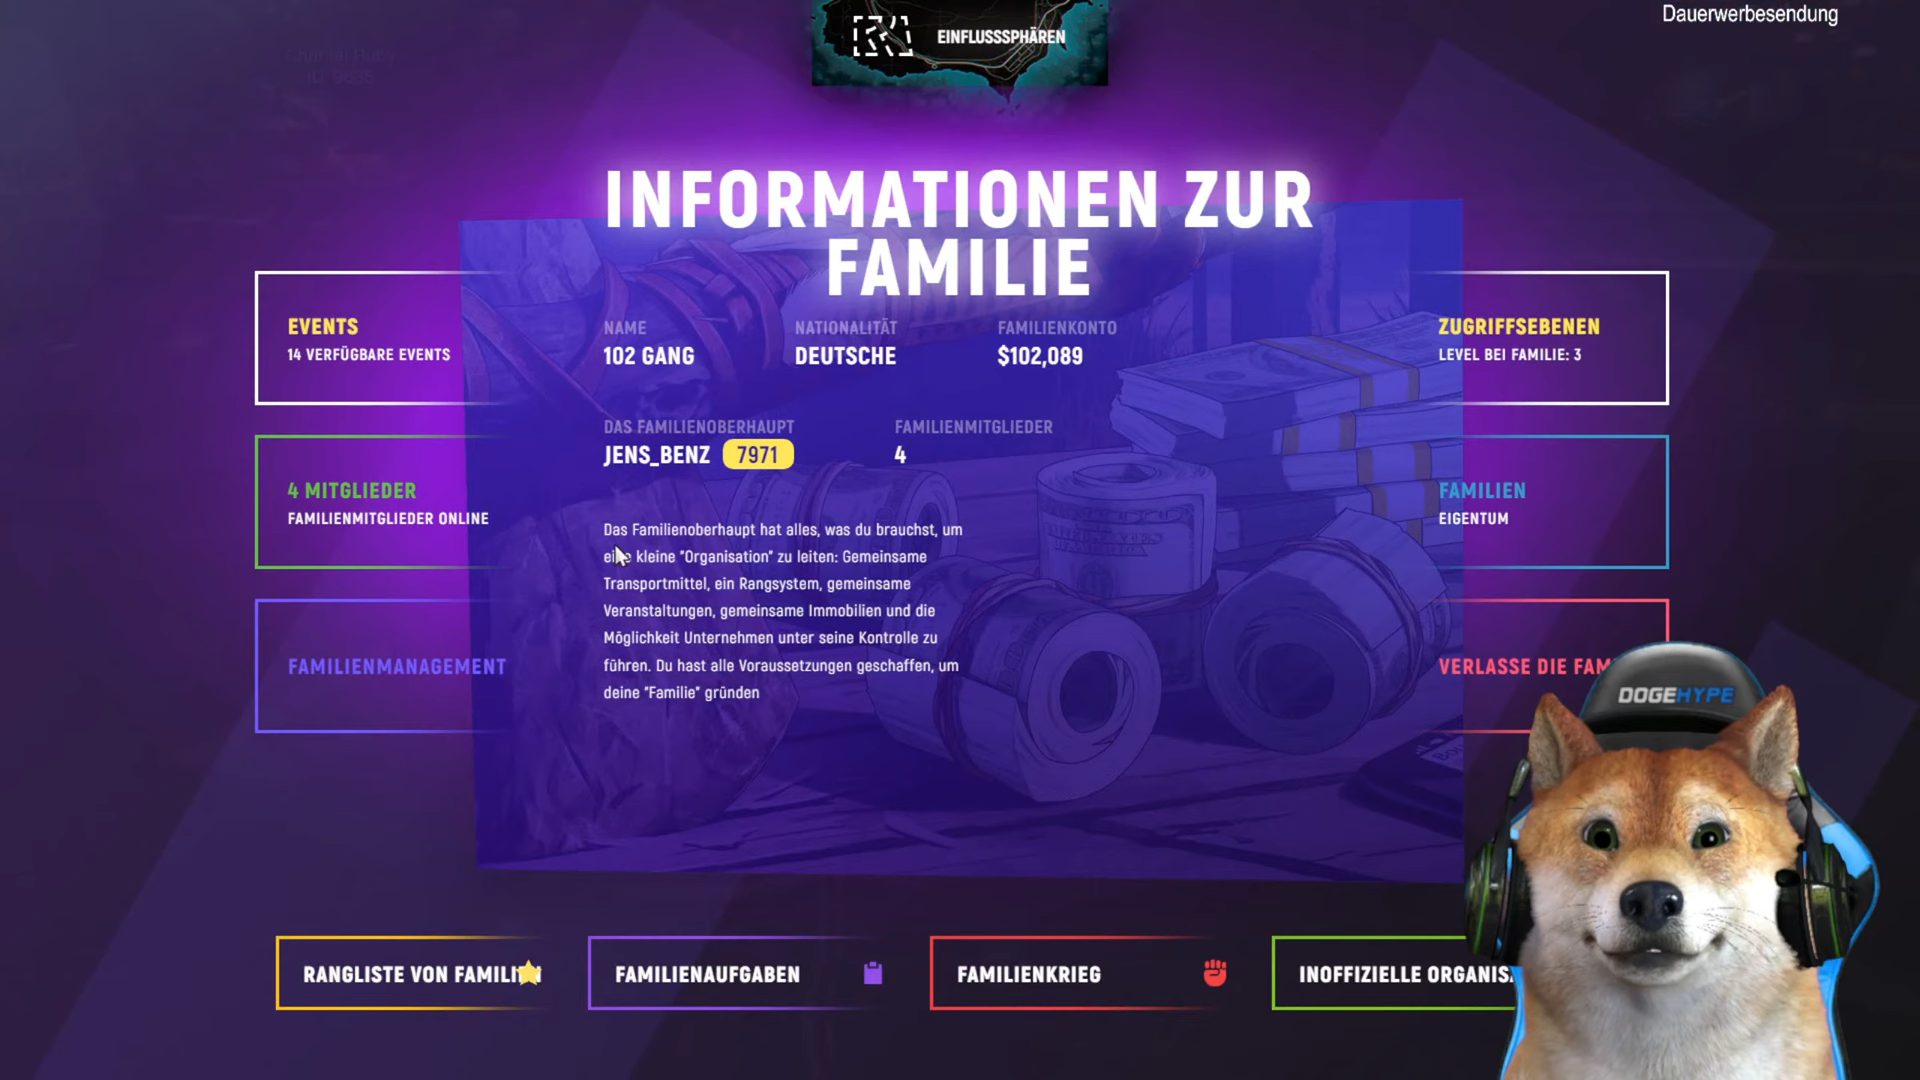 Dauerwerbesendung
EINFLUSSSPHÄREN
INFORMATIONEN ZUR
FAMILIE
EVENTS
14 VERFÜGBARE EVENTS
4 MITGLIEDER
FAMILIENMITGLIEDER ONLINE
FAMILIENMANAGEMENT
NAME
102 GANG
NATIONALITÄT
DEUTSCHE
FAMILIENKONTO
$102,089
DAS FAMILIENOBERHAUPT
JENS_BENZ 7971
FAMILIENMITGLIEDER
4
Das Familienoberhaupt hat alles, was du brauchst, um
eine kleine "Organisation" zu leiten: Gemeinsame
Transportmittel, ein Rangsystem, gemeinsame
Veranstaltungen, gemeinsame Immobilien und die
Möglichkeit Unternehmen unter seine Kontrolle zu
führen. Du hast alle Voraussetzungen geschaffen, um
deine "Familie" gründen
ZUGRIFFSEBENEN
LEVEL BEI FAMILIE: 3
FAMILIEN
EIGENTUM
VERLASSE DIE FAM
DOGEHYPE
RANGLISTE VON FAMILIEN
FAMILIENAUFGABEN
FAMILIENKRIEG
INOFFIZIELLE ORGANIS